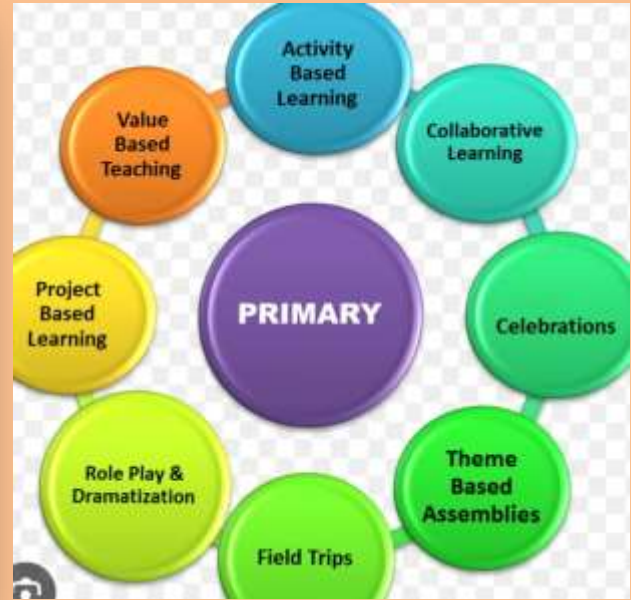 Activity
Based
Learning
Collaborative
Learning
Celebrations
Theme
Based
Assemblies
Field Trips
Role Play &
Dramatization
Project
Based
Learning
Value
Based
Teaching
PRIMARY